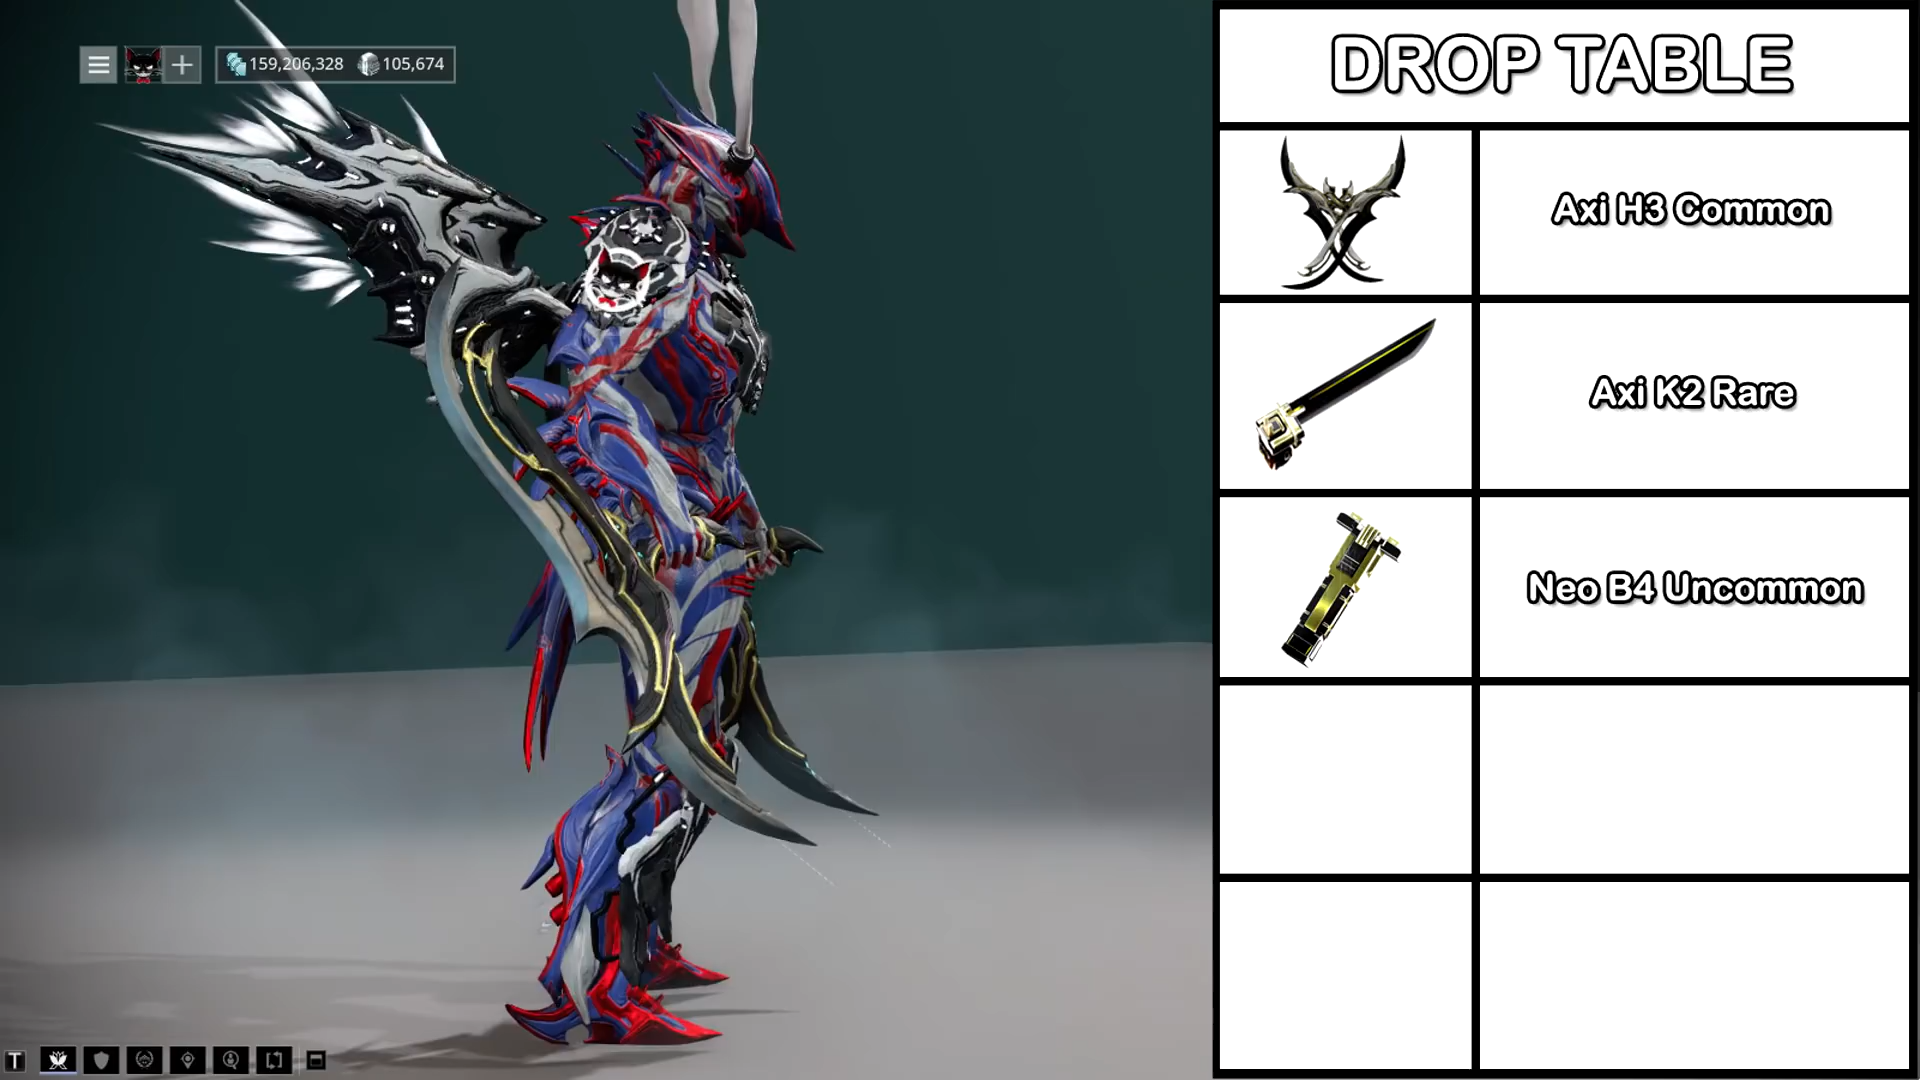 159,206,328 105,674
DROP TABLE
Axi H3 Common
Axi K2 Rare
Neo B4 Uncommon
T